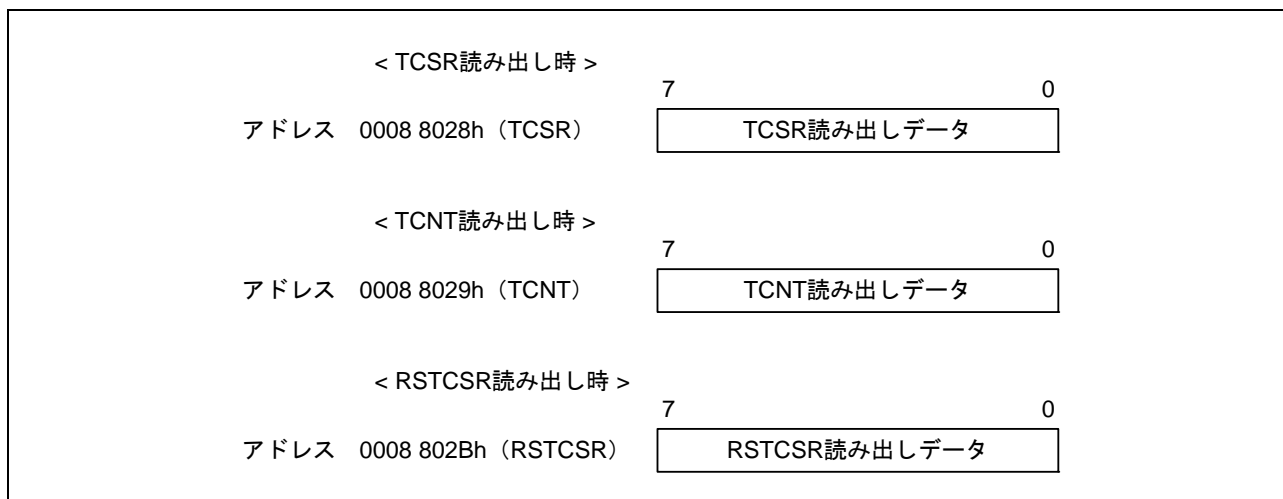 < TCSR読み出し時 >
7 0
アドレス 0008 8028h（TCSR） TCSR読み出しデータ
< TCNT読み出し時 >
7 0
アドレス 0008 8029h（TCNT） TCNT読み出しデータ
< RSTCSR読み出し時 >
7 0
アドレス 0008 802Bh（RSTCSR） RSTCSR読み出しデータ